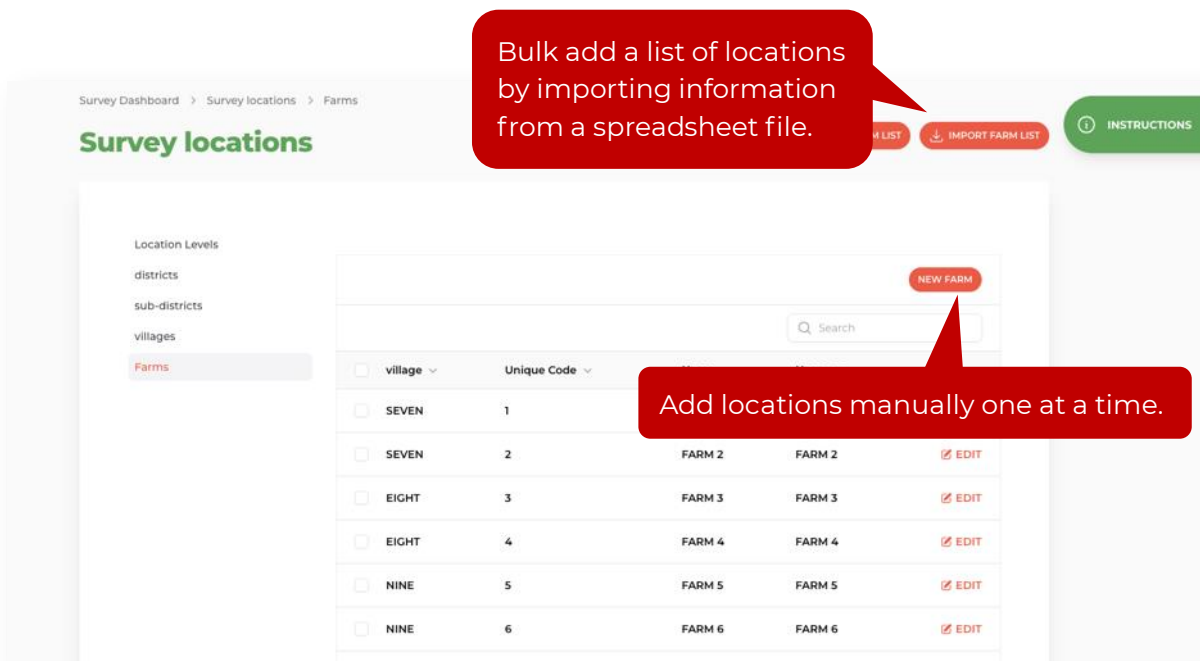 Bulk add a list of locations
by importing information
from a spreadsheet file.
Survey Dashboard > Survey locations > Farms
Survey locations
LIST
IMPORT FARM LIST
INSTRUCTIONS
Location Levels
districts
sub-districts
villages
Farms
NEW FARM
Search
village Unique Code
Add locations manually one at a time.
SEVEN 1
SEVEN 2 FARM 2 FARM 2 EDIT
EIGHT 3 FARM 3 FARM 3 EDIT
EIGHT 4 FARM 4 FARM 4 EDIT
NINE 5 FARM 5 FARM 5 EDIT
NINE 6 FARM 6 FARM 6 EDIT